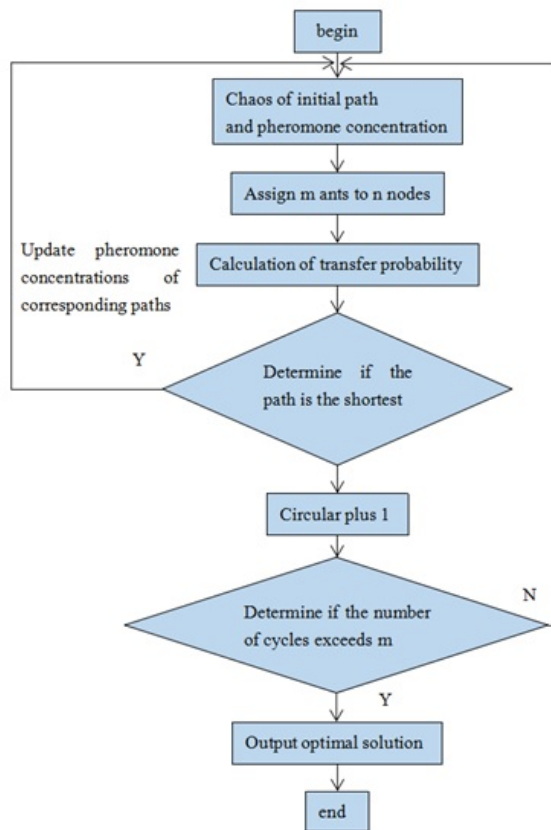 begin
Chaos of initial path
and pheromone concentration
Assign m ants to n nodes
Update pheromone
concentrations of
corresponding paths
Calculation of transfer probability
Y
Determine if the
path is the shortest
Circular plus 1
N
Determine if the number
of cycles exceeds m
Y
Output optimal solution
end